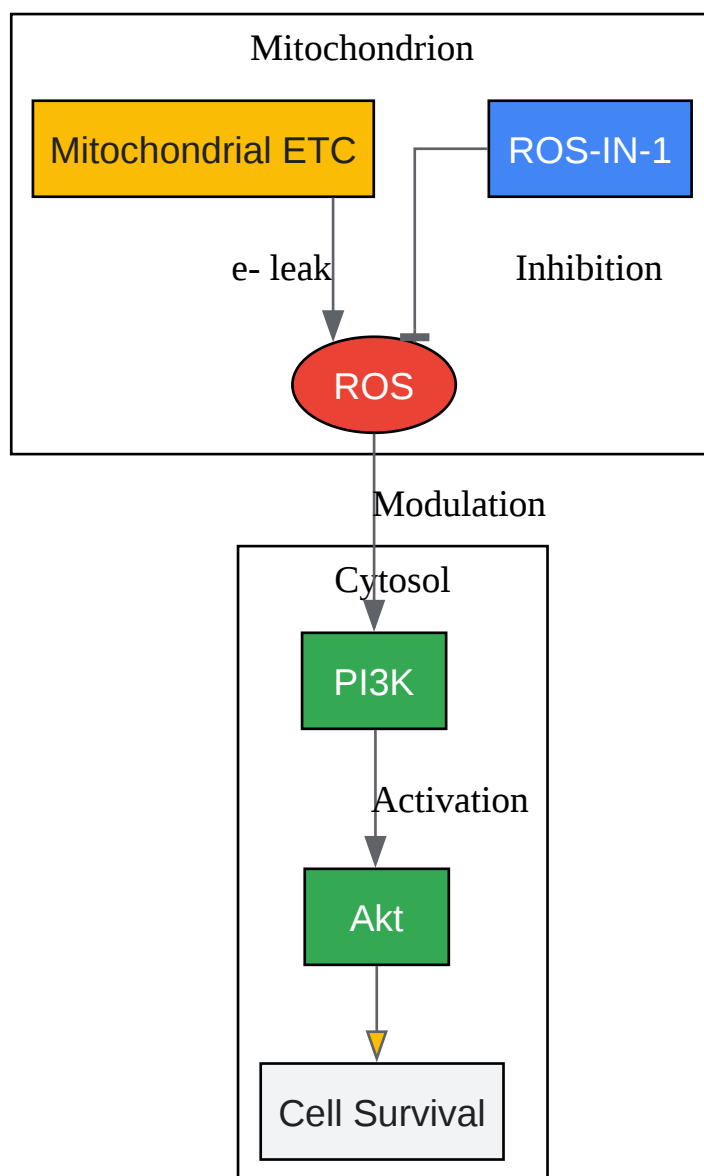 Mitochondrion
Mitochondrial ETC
ROS-IN-1
e- leak
Inhibition
ROS
Modulation
Cytosol
PI3K
Activation
Akt
Cell Survival